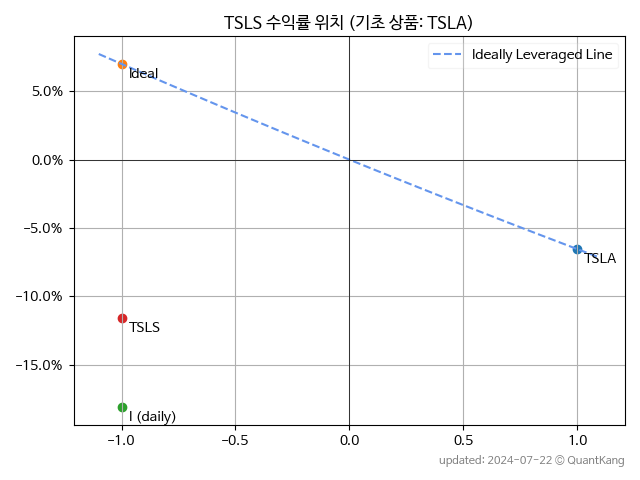 TSLS 수익률 위치 (기초 상품: TSLA)
Ideally Leveraged Line
Ideal
5.0%
0.0%
−5.0%
TSLA
−10.0%
TSLS
−15.0%
I (daily)
−1.0
−0.5
0.0
0.5
1.0
updated: 2024-07-22 © QuantKang